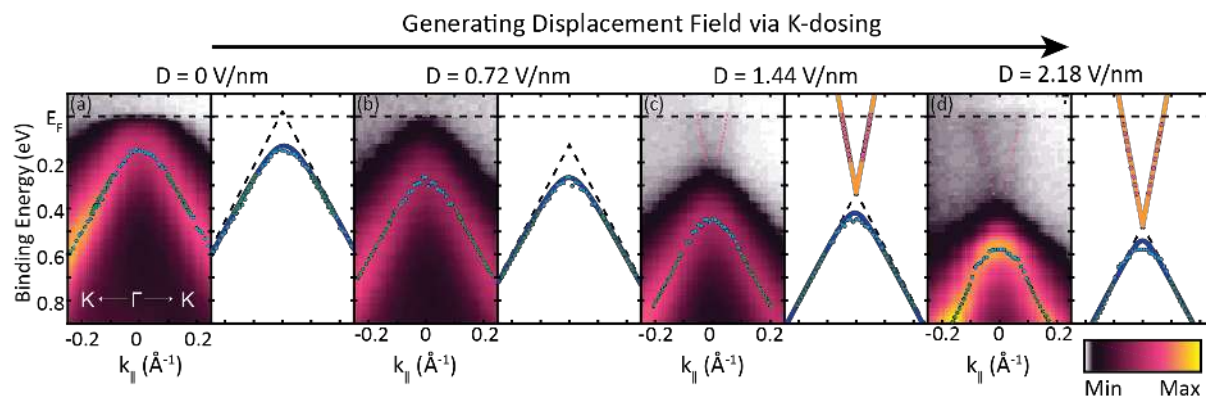 Generating Displacement Field via K-dosing
D = 0 V/nm D = 0.72 V/nm D = 1.44 V/nm D = 2.18 V/nm
(a) (b) (c) (d)
E_F
0.2
0.4
0.6
0.8
Binding Energy (eV)
K ← Γ → K
-0.2 0 0.2 -0.2 0 0.2 -0.2 0 0.2 -0.2 0 0.2
k_∥ (Å⁻¹) k_∥ (Å⁻¹) k_∥ (Å⁻¹) k_∥ (Å⁻¹)
Min Max